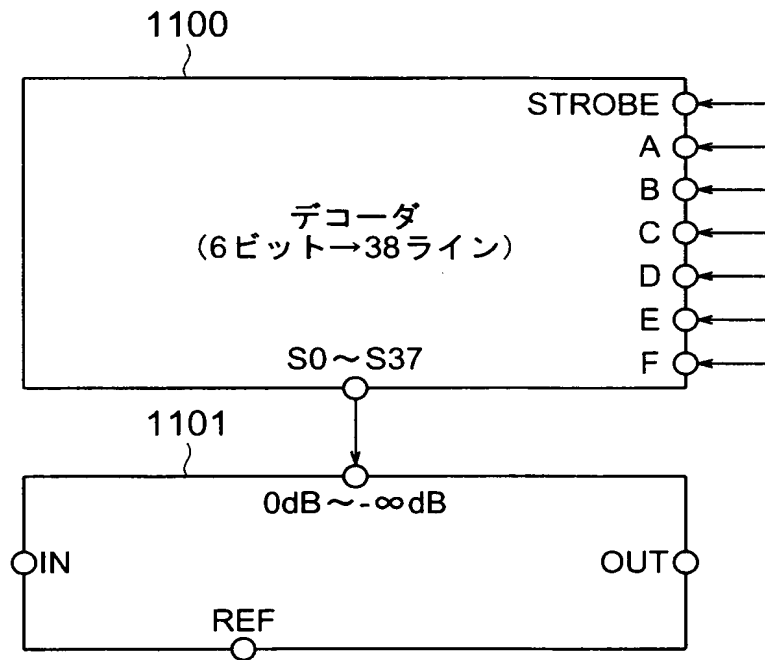 1100
STROBE
A
B
デコーダ
(6ビット→38ライン)
C
D
E
S0～S37
F
1101
0dB～-∞dB
IN
OUT
REF